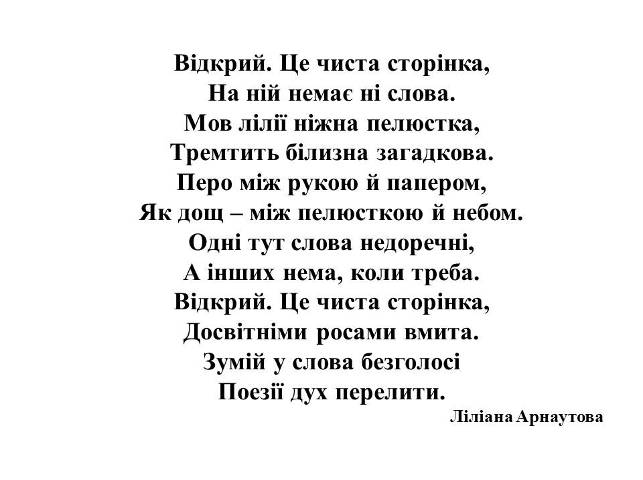 Відкрий. Це чиста сторінка,
На ній немає ні слова.
Мов лілії ніжна пелюстка,
Тремтить білизна загадкова.
Перо між рукою й папером,
Як дощ – між пелюсткою й небом.
Одні тут слова недоречні,
А інших нема, коли треба.
Відкрий. Це чиста сторінка,
Досвітніми росами вмита.
Зумій у слова безголосі
Поезії дух перелити.
Ліліана Арнаутова